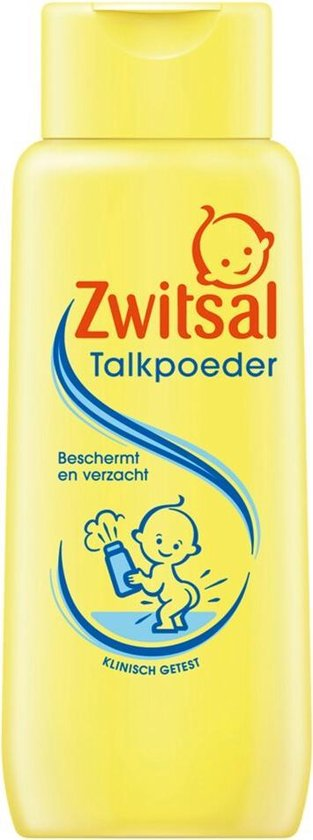 Zwitsal
Talkpoeder
Beschermt
en verzacht
KLINISCH GETEST